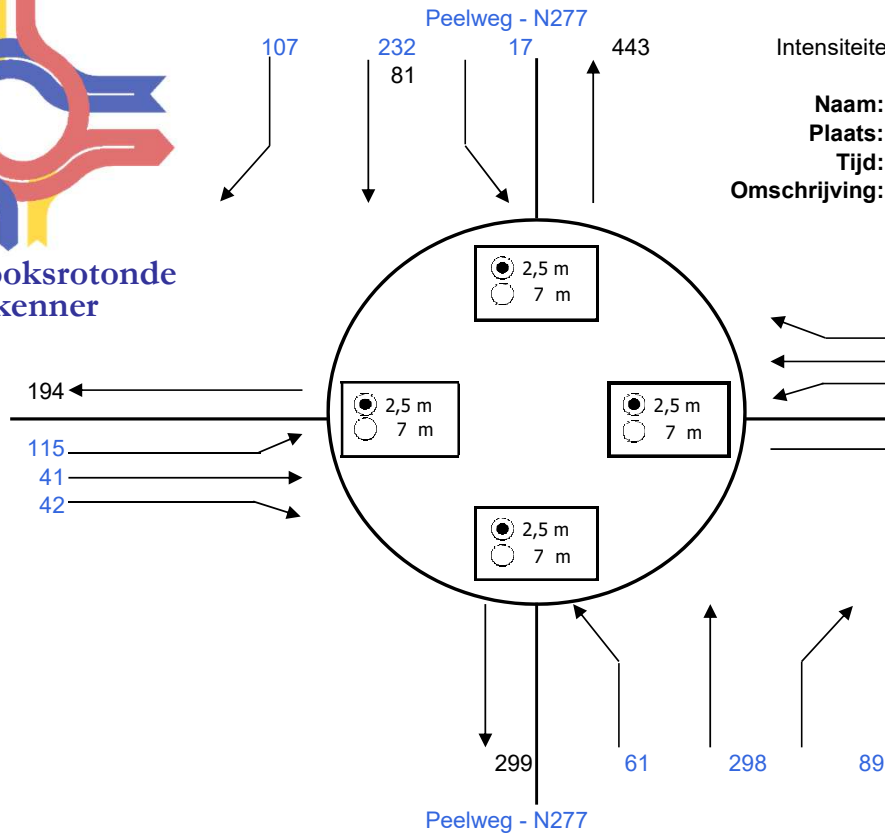 Peelweg - N277
107 232 17 443
81
Intensiteite
Naam:
Plaats:
Tijd:
Omschrijving:
ooksrotonde
kenner
2,5 m
7 m
194
2,5 m
7 m
2,5 m
7 m
115
41
42
2,5 m
7 m
299 61 298 89
Peelweg - N277